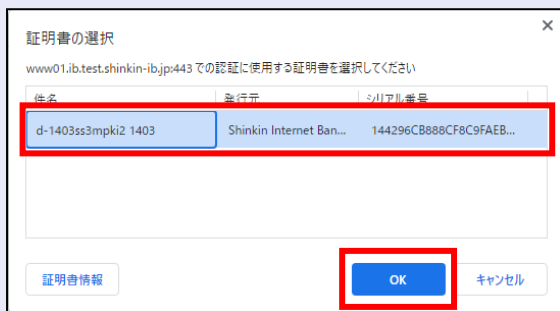 証明書の選択
www01.ib.test.shinkin-ib.jp:443 での認証に使用する証明書を選択してください
件名 発行元 シリアル番号
d-1403ss3mpki2 1403 Shinkin Internet Ban... 144296CB888CF8C9FAEB...
証明書情報 OK キャンセル